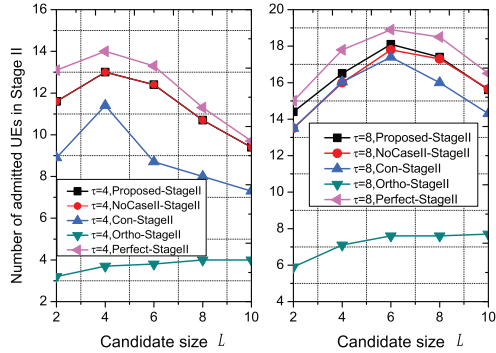 Number of admitted UEs in Stage II
16
14
12
10
8
6
4
2
τ=4,Proposed-StageII
τ=4,NoCaseII-StageII
τ=4,Con-StageII
τ=4,Ortho-StageII
τ=4,Perfect-StageII
2 4 6 8 10
Candidate size L
20
18
16
14
12
10
8
6
4
τ=8,Proposed-StageII
τ=8,NoCaseII-StageII
τ=8,Con-StageII
τ=8,Ortho-StageII
τ=8,Perfect-StageII
2 4 6 8 10
Candidate size L